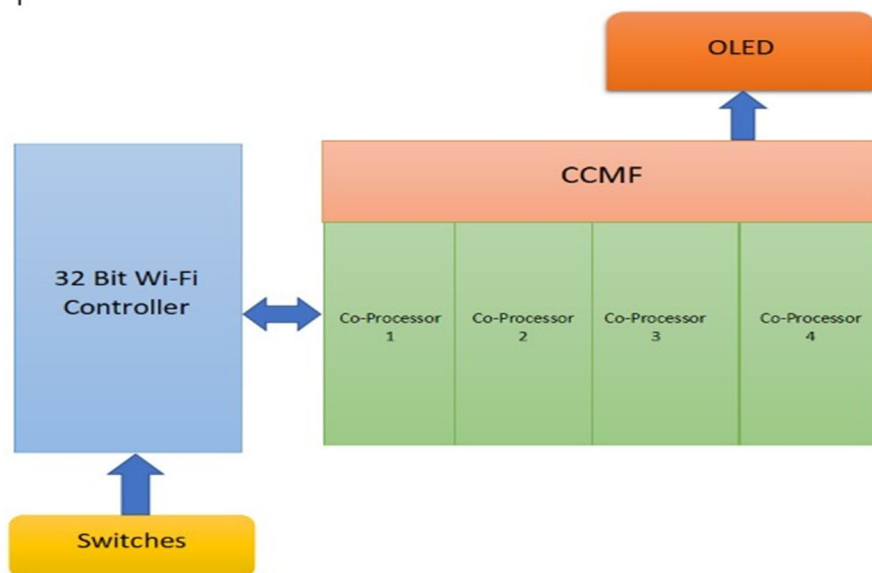 OLED
CCMF
32 Bit Wi-Fi
Controller
Co-Processor
1
Co-Processor
2
Co-Processor
3
Co-Processor
4
Switches